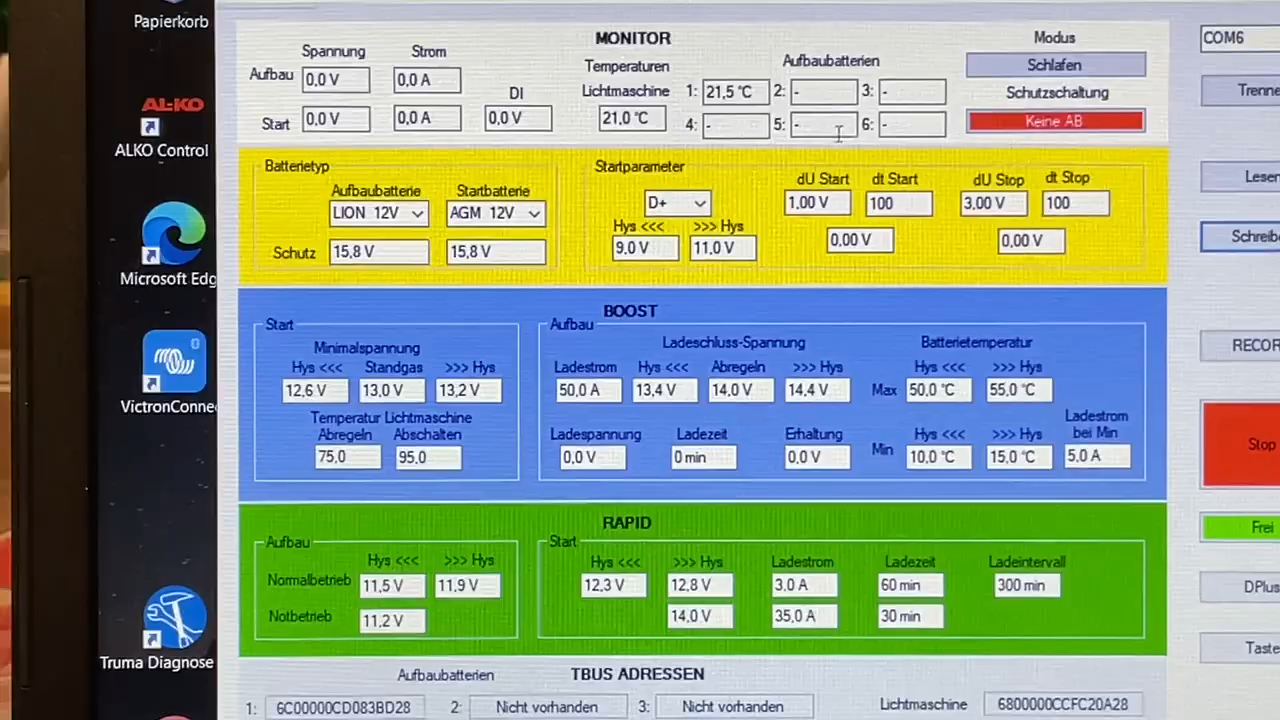 Papierkorb
AL-KO
ALKO Control
Microsoft Edg
VictronConne
Truma Diagnose
MONITOR
Spannung Strom
Aufbau 0,0 V 0,0 A
Start 0,0 V 0,0 A
DI
0,0 V
Temperaturen
Lichtmaschine
21,0 °C
Aufbaubatterien
1: 21,5 °C 2: - 3: -
4: - 5: - 6: -
Modus
Schlafen
Schutzschaltung
Keine AB
Batterietyp
Aufbaubatterie Startbatterie
LION 12V AGM 12V
Schutz 15,8 V 15,8 V
Startparameter
D+
Hys <<< >>> Hys
9,0 V 11,0 V
dU Start dt Start dU Stop dt Stop
1,00 V 100 3,00 V 100
0,00 V 0,00 V
BOOST
Start
Minimalspannung
Hys <<< Standgas >>> Hys
12,6 V 13,0 V 13,2 V
Temperatur Lichtmaschine
Abregeln Abschalten
75.0 95.0
Aufbau
Ladeschluss-Spannung Batterietemperatur
Ladestrom Hys <<< Abregeln >>> Hys Hys <<< >>> Hys
50,0 A 13,4 V 14,0 V 14,4 V Max 50,0 °C 55,0 °C
Ladespannung Ladezeit Erhaltung Hys <<< >>> Hys Ladestrom bei Min
0,0 V 0 min 0,0 V Min 10,0 °C 15,0 °C 5,0 A
RAPID
Aufbau
Hys <<< >>> Hys
Normalbetrieb 11,5 V 11,9 V
Notbetrieb 11,2 V
Start
Hys <<< >>> Hys Ladestrom Ladezeit Ladeintervall
12,3 V 12,8 V 3,0 A 60 min 300 min
14,0 V 35,0 A 30 min
TBUS ADRESSEN
Aufbaubatterien
1: 6C00000CD083BD28 2: Nicht vorhanden 3: Nicht vorhanden Lichtmaschine 6800000CCFC20A28
COM6
Trenne
Lesen
Schreibe
RECOR
Stop
Frei
DPlus
Taste